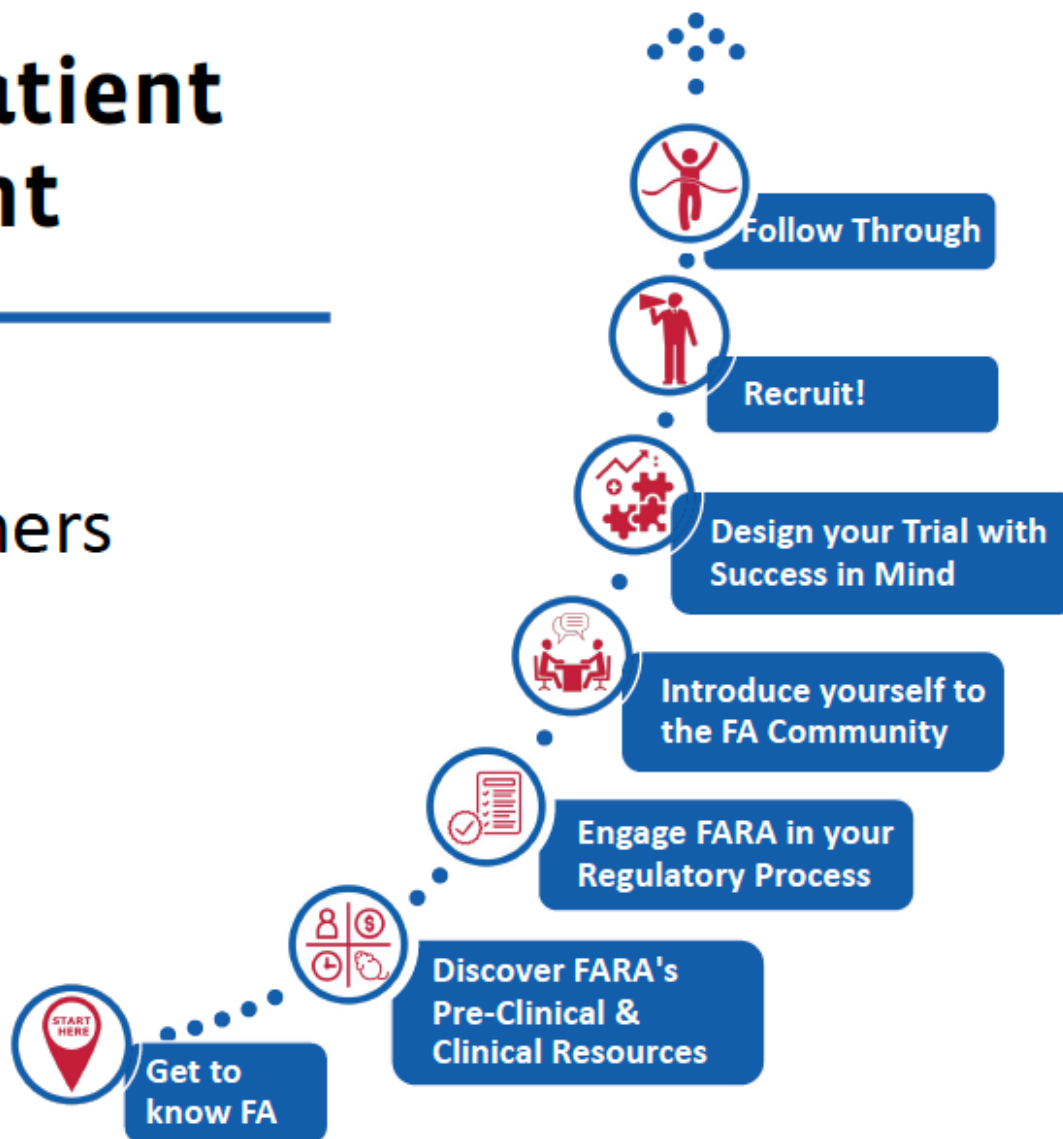 atient
nt
ners
Follow Through
Recruit!
Design your Trial with
Success in Mind
Introduce yourself to
the FA Community
Engage FARA in your
Regulatory Process
Discover FARA's
Pre-Clinical &
Clinical Resources
START
HERE
Get to
know FA